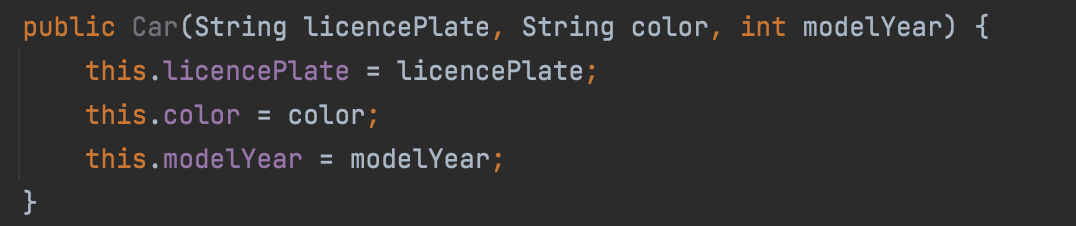 public Car(String licencePlate, String color, int modelYear) {
    this.licencePlate = licencePlate;
    this.color = color;
    this.modelYear = modelYear;
}